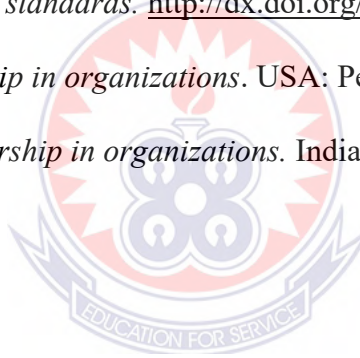 standards. http://dx.doi.org/
ip in organizations. USA: Pe
rship in organizations. India
EDUCATION FOR SERVICE